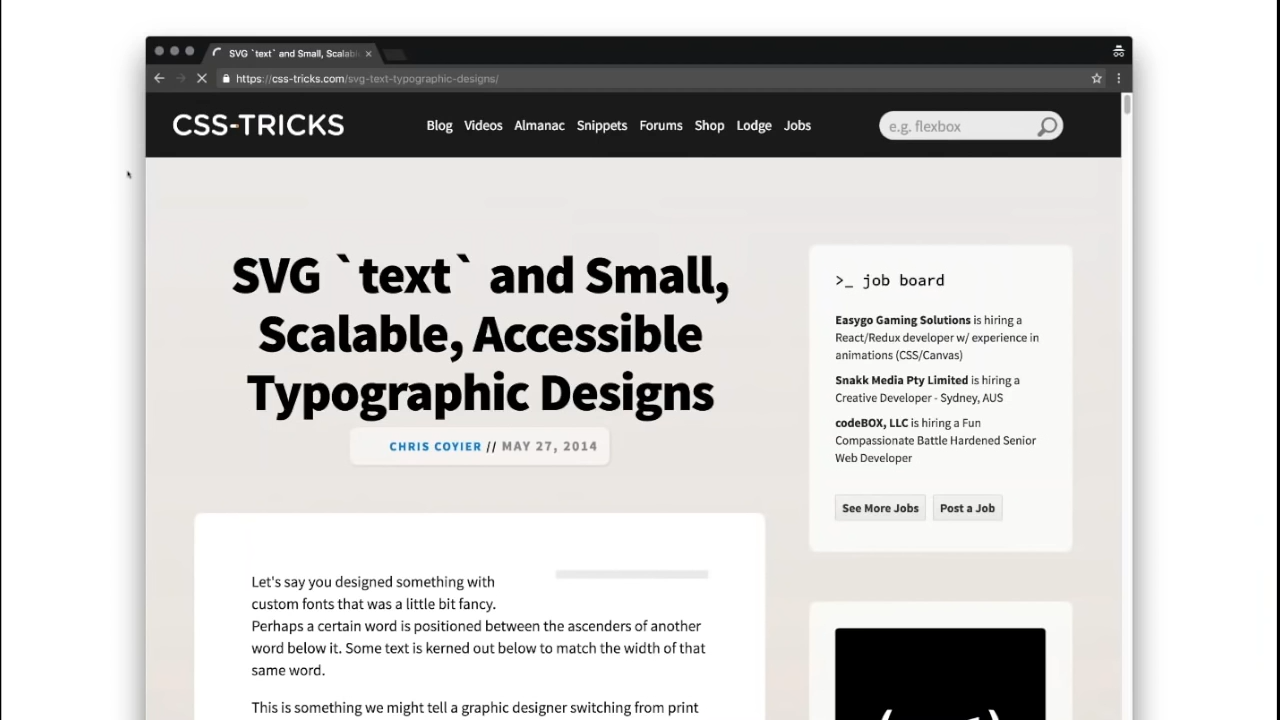 SVG `text` and Small, Scalabl
https://css-tricks.com/svg-text-typographic-designs/
CSS-TRICKS
Blog Videos Almanac Snippets Forums Shop Lodge Jobs
e.g. flexbox
SVG `text` and Small,
Scalable, Accessible
Typographic Designs
CHRIS COYIER // MAY 27, 2014
Let's say you designed something with
custom fonts that was a little bit fancy.
Perhaps a certain word is positioned between the ascenders of another
word below it. Some text is kerned out below to match the width of that
same word.
This is something we might tell a graphic designer switching from print
>_ job board
Easygo Gaming Solutions is hiring a
React/Redux developer w/ experience in
animations (CSS/Canvas)
Snakk Media Pty Limited is hiring a
Creative Developer - Sydney, AUS
codeBOX, LLC is hiring a Fun
Compassionate Battle Hardened Senior
Web Developer
See More Jobs Post a Job